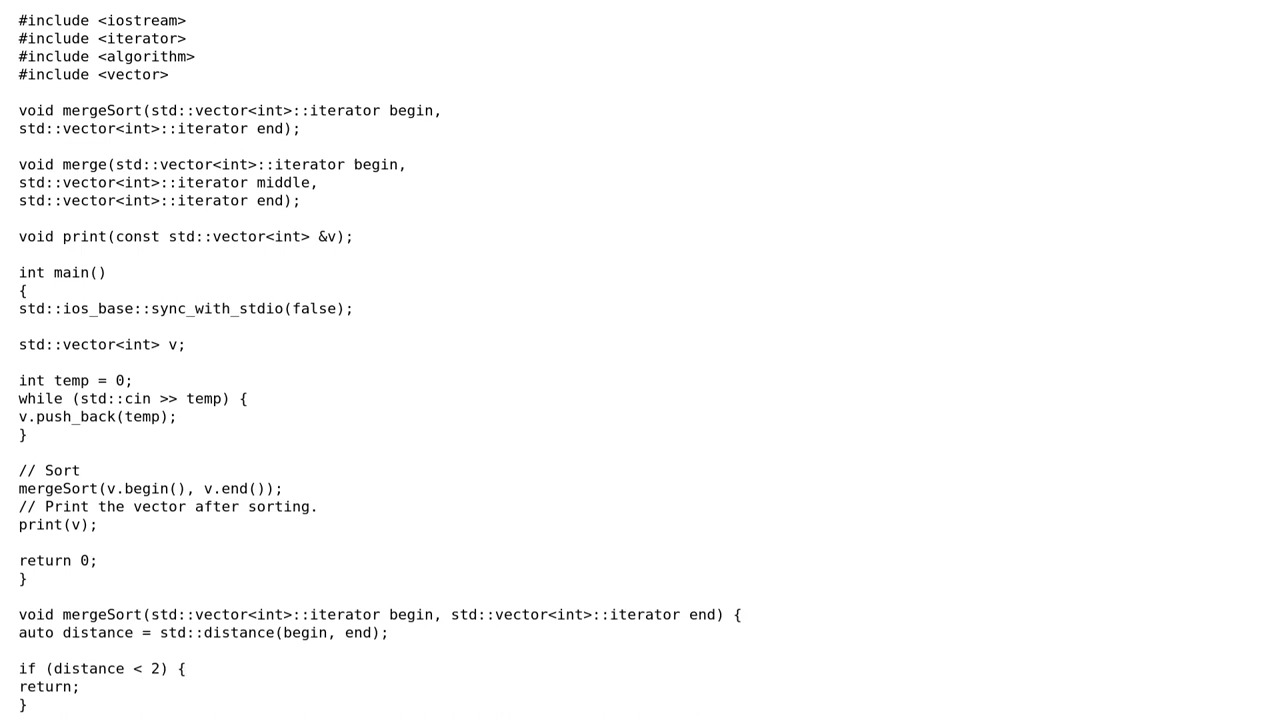 #include <iostream>
#include <iterator>
#include <algorithm>
#include <vector>

void mergeSort(std::vector<int>::iterator begin,
std::vector<int>::iterator end);

void merge(std::vector<int>::iterator begin,
std::vector<int>::iterator middle,
std::vector<int>::iterator end);

void print(const std::vector<int> &v);

int main()
{
std::ios_base::sync_with_stdio(false);

std::vector<int> v;

int temp = 0;
while (std::cin >> temp) {
v.push_back(temp);
}

// Sort
mergeSort(v.begin(), v.end());
// Print the vector after sorting.
print(v);

return 0;
}

void mergeSort(std::vector<int>::iterator begin, std::vector<int>::iterator end) {
auto distance = std::distance(begin, end);

if (distance < 2) {
return;
}